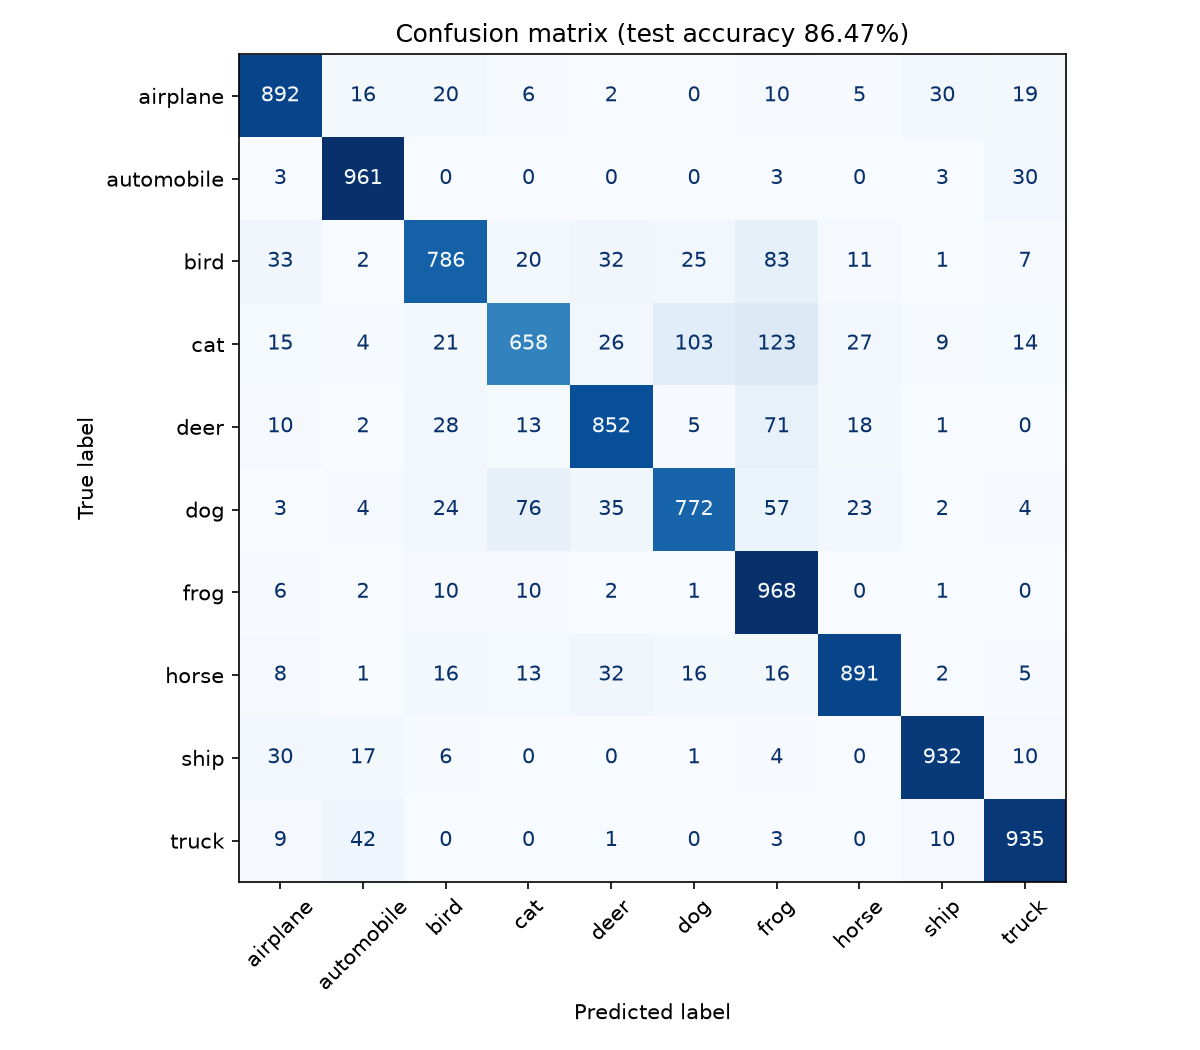 Confusion matrix (test accuracy 86.47%)
airplane 892 16 20 6 2 0 10 5 30 19
automobile 3 961 0 0 0 0 3 0 3 30
bird 33 2 786 20 32 25 83 11 1 7
cat 15 4 21 658 26 103 123 27 9 14
deer 10 2 28 13 852 5 71 18 1 0
dog 3 4 24 76 35 772 57 23 2 4
frog 6 2 10 10 2 1 968 0 1 0
horse 8 1 16 13 32 16 16 891 2 5
ship 30 17 6 0 0 1 4 0 932 10
truck 9 42 0 0 1 0 3 0 10 935
True label
airplane automobile bird cat deer dog frog horse ship truck
Predicted label